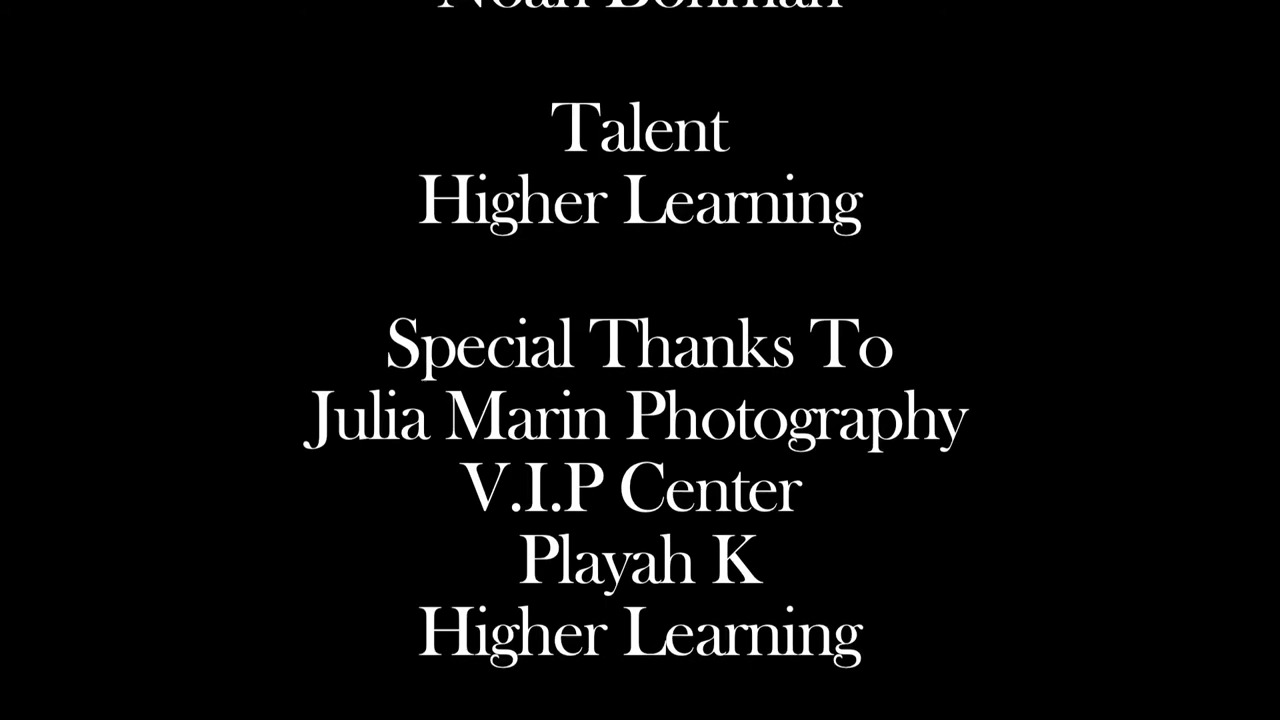 Talent
Higher Learning
Special Thanks To
Julia Marin Photography
V.I.P Center
Playah K
Higher Learning